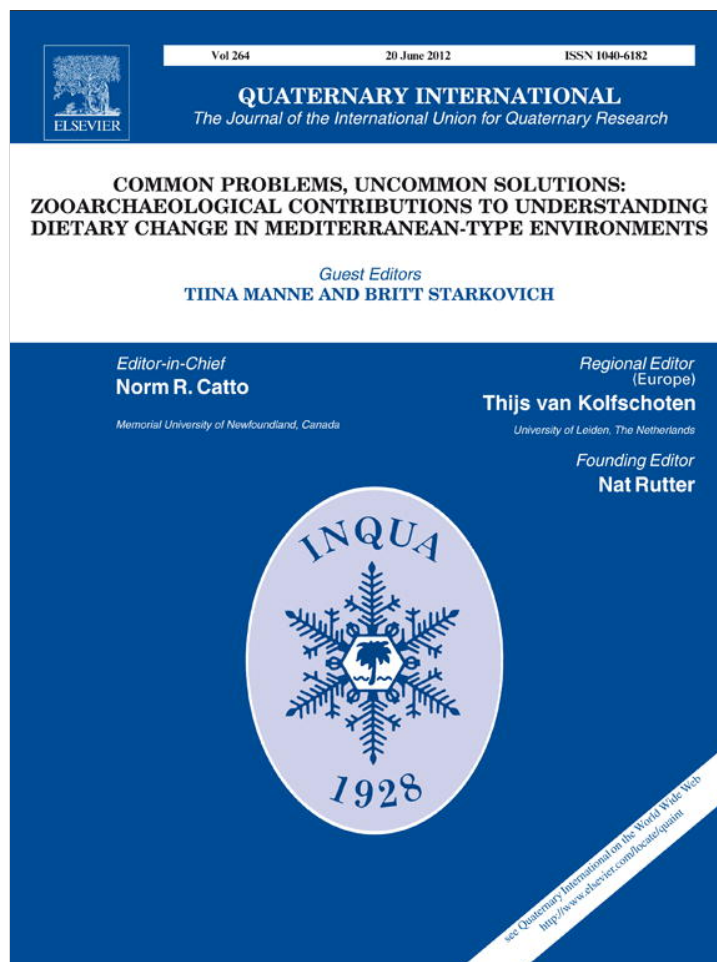 Vol 264 20 June 2012 ISSN 1040-6182
ELSEVIER
QUATERNARY INTERNATIONAL
The Journal of the International Union for Quaternary Research
COMMON PROBLEMS, UNCOMMON SOLUTIONS:
ZOOARCHAEOLOGICAL CONTRIBUTIONS TO UNDERSTANDING
DIETARY CHANGE IN MEDITERRANEAN-TYPE ENVIRONMENTS
Guest Editors
TIINA MANNE AND BRITT STARKOVICH
Editor-in-Chief
Norm R. Catto
Memorial University of Newfoundland, Canada
Regional Editor
(Europe)
Thijs van Kolfschoten
University of Leiden, The Netherlands
Founding Editor
Nat Rutter
INQUA
1928
see Quaternary International on the World Wide Web
http://www.elsevier.com/locate/quaint